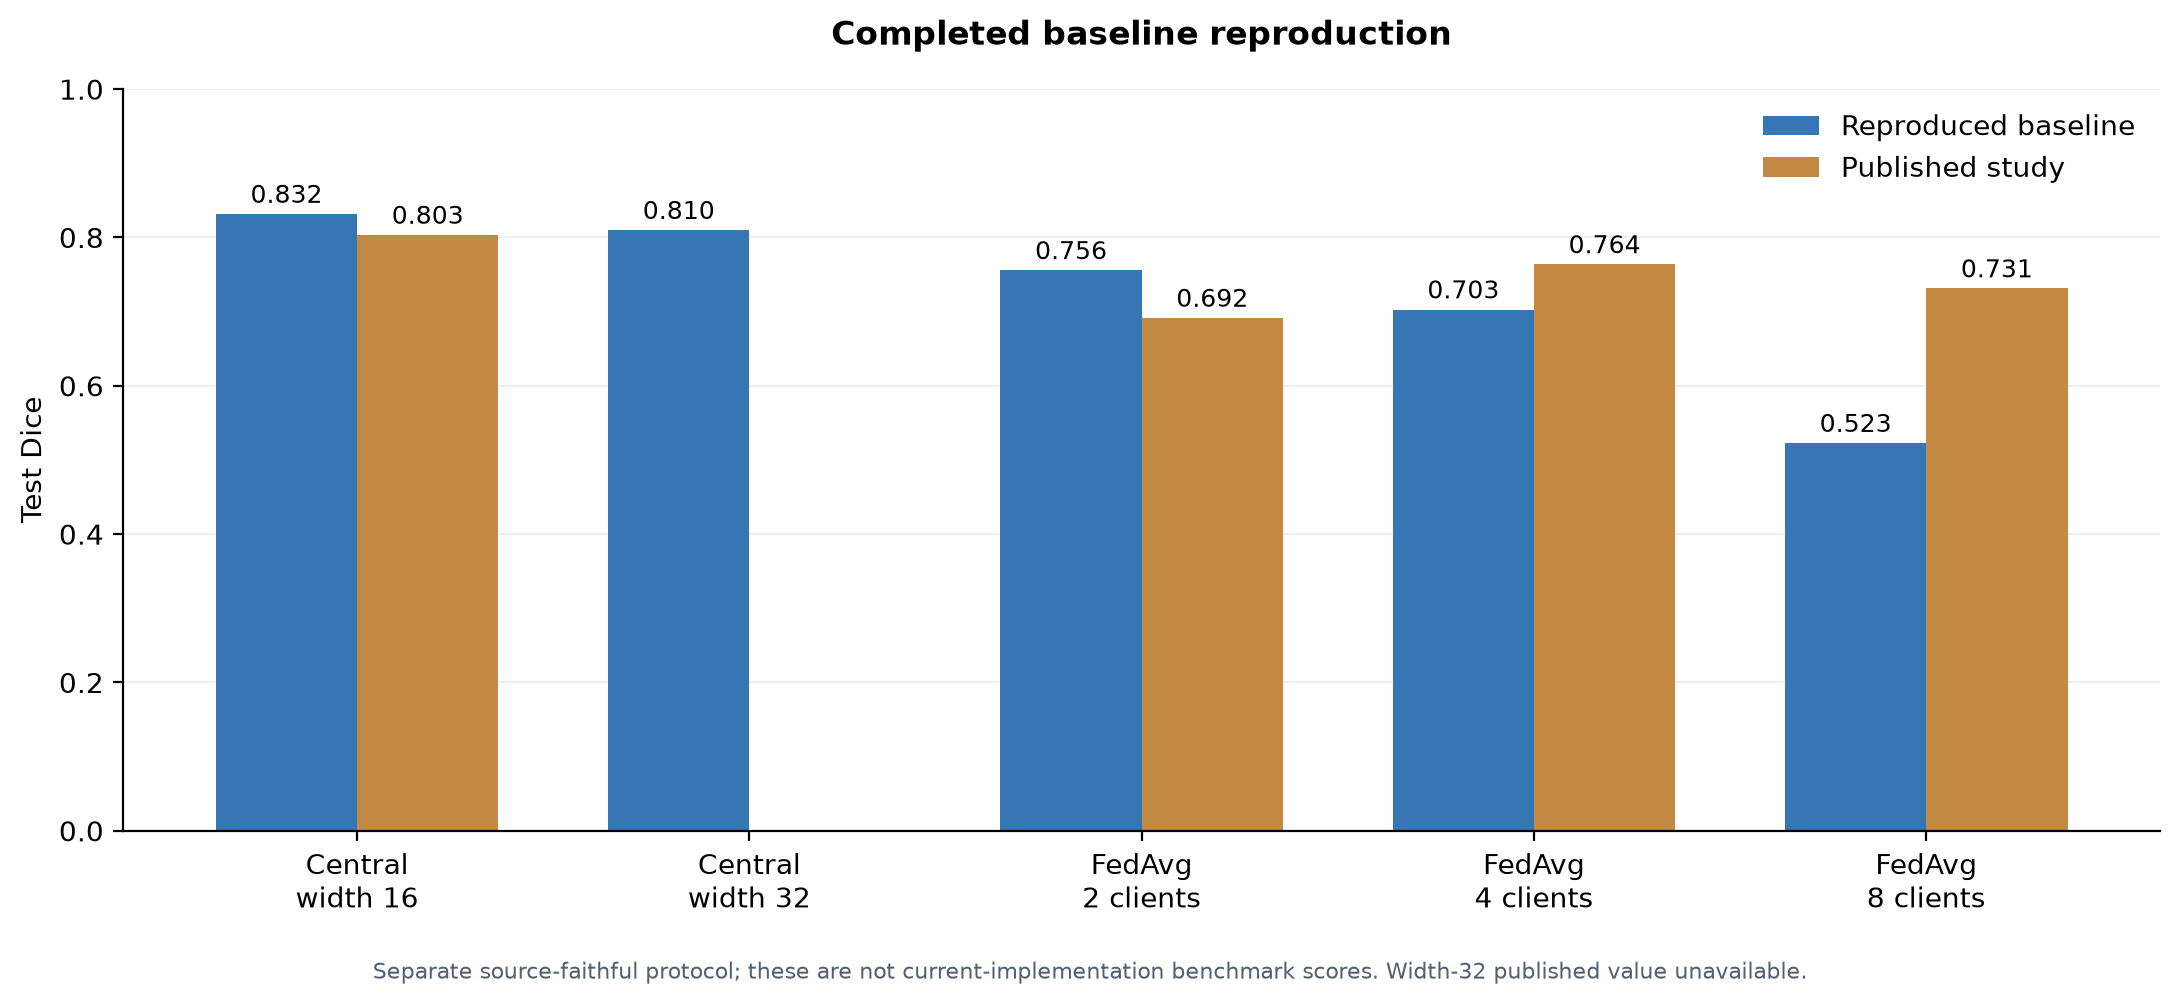 Completed baseline reproduction
Reproduced baseline
Published study
Test Dice
1.0
0.8
0.6
0.4
0.2
0.0
0.832
0.803
0.810
0.756
0.692
0.703
0.764
0.523
0.731
Central
width 16
Central
width 32
FedAvg
2 clients
FedAvg
4 clients
FedAvg
8 clients
Separate source-faithful protocol; these are not current-implementation benchmark scores. Width-32 published value unavailable.